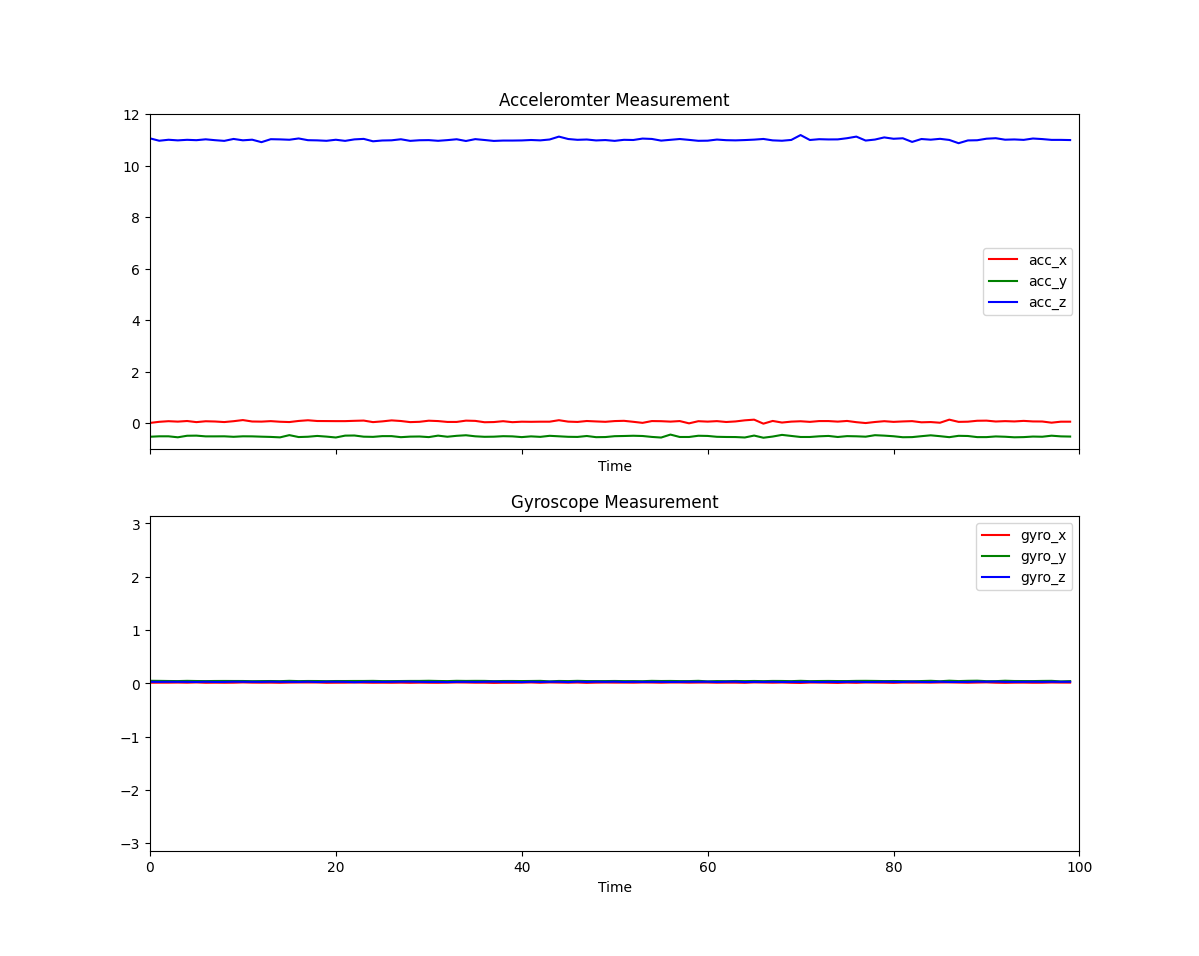 Acceleromter Measurement
12
10
8
6
4
2
0
acc_x
acc_y
acc_z
Time
Gyroscope Measurement
3
2
1
0
−1
−2
−3
gyro_x
gyro_y
gyro_z
0 20 40 60 80 100
Time